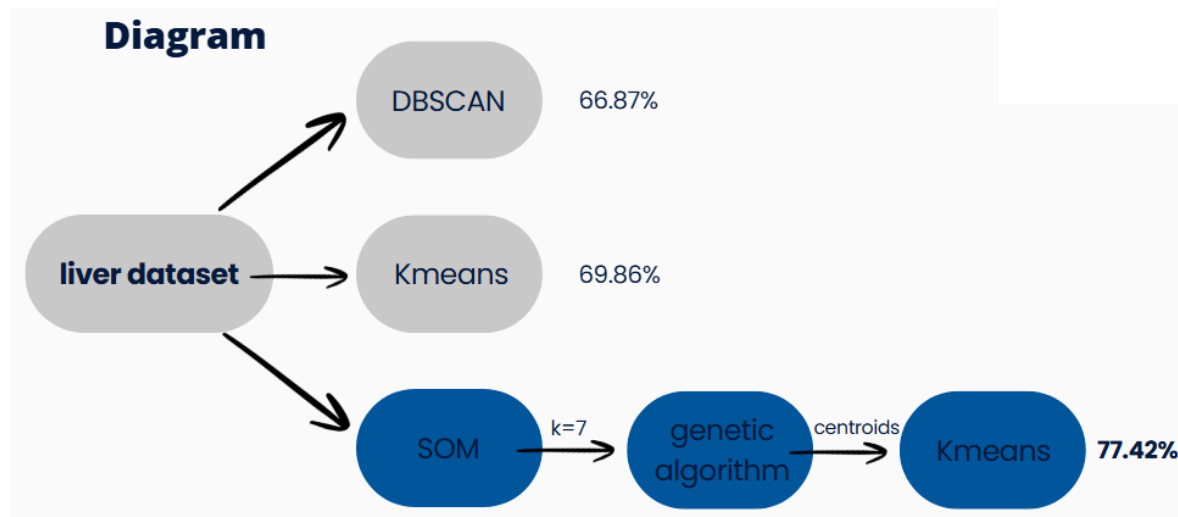 Diagram
DBSCAN
66.87%
liver dataset
Kmeans
69.86%
SOM
k=7
genetic
algorithm
centroids
Kmeans
77.42%